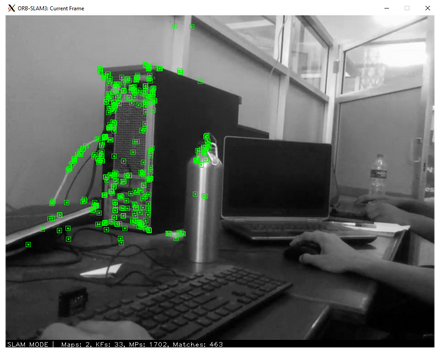 ORB-SLAM3: Current Frame
SLAM MODE | Maps: 2, KFs: 33, MPs: 1702, Matches: 463